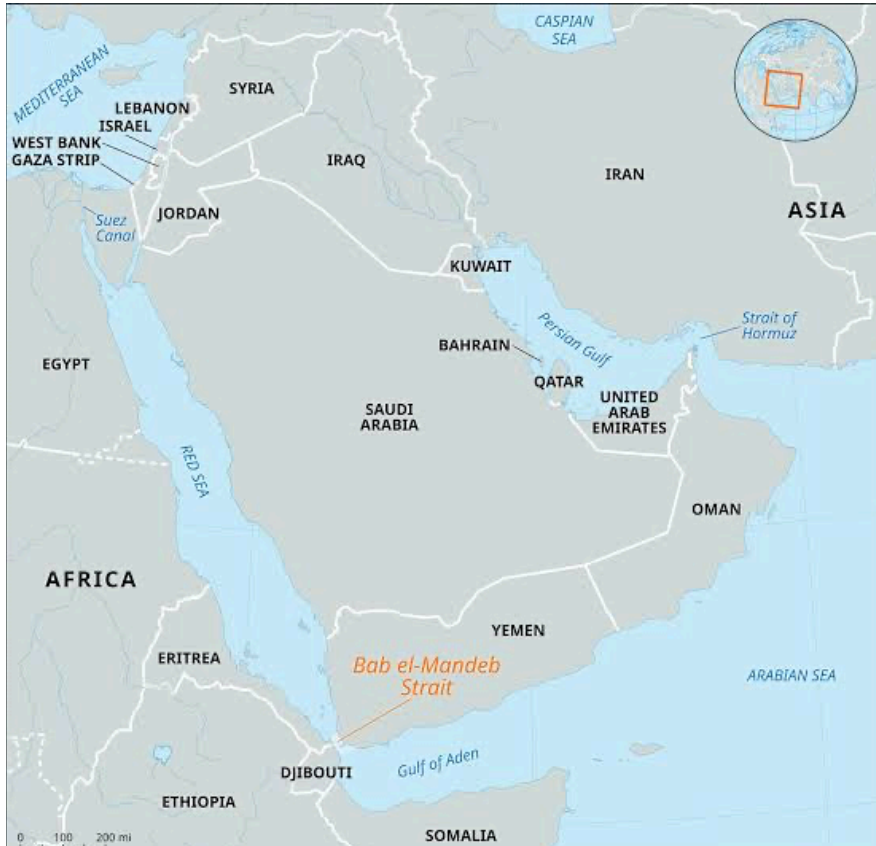 CASPIAN
SEA
MEDITERRANEAN
SEA
SYRIA
LEBANON
ISRAEL
WEST BANK
GAZA STRIP
IRAQ
IRAN
ASIA
JORDAN
Suez
Canal
KUWAIT
Persian Gulf
Strait of
Hormuz
BAHRAIN
EGYPT
QATAR
UNITED
ARAB
EMIRATES
SAUDI
ARABIA
RED SEA
OMAN
AFRICA
YEMEN
ERITREA
Bab el-Mandeb
Strait
ARABIAN SEA
Gulf of Aden
DJIBOUTI
ETHIOPIA
SOMALIA
0 100 200 mi